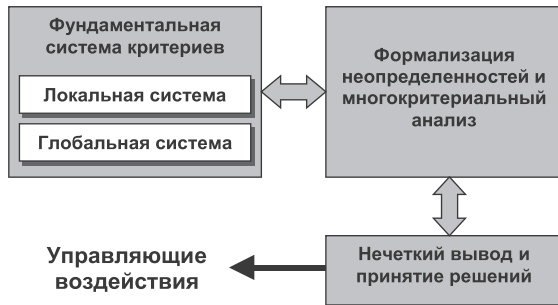 Фундаментальная
система критериев
Локальная система
Глобальная система
Формализация
неопределенностей и
многокритериальный
анализ
Нечеткий вывод и
принятие решений
Управляющие
воздействия